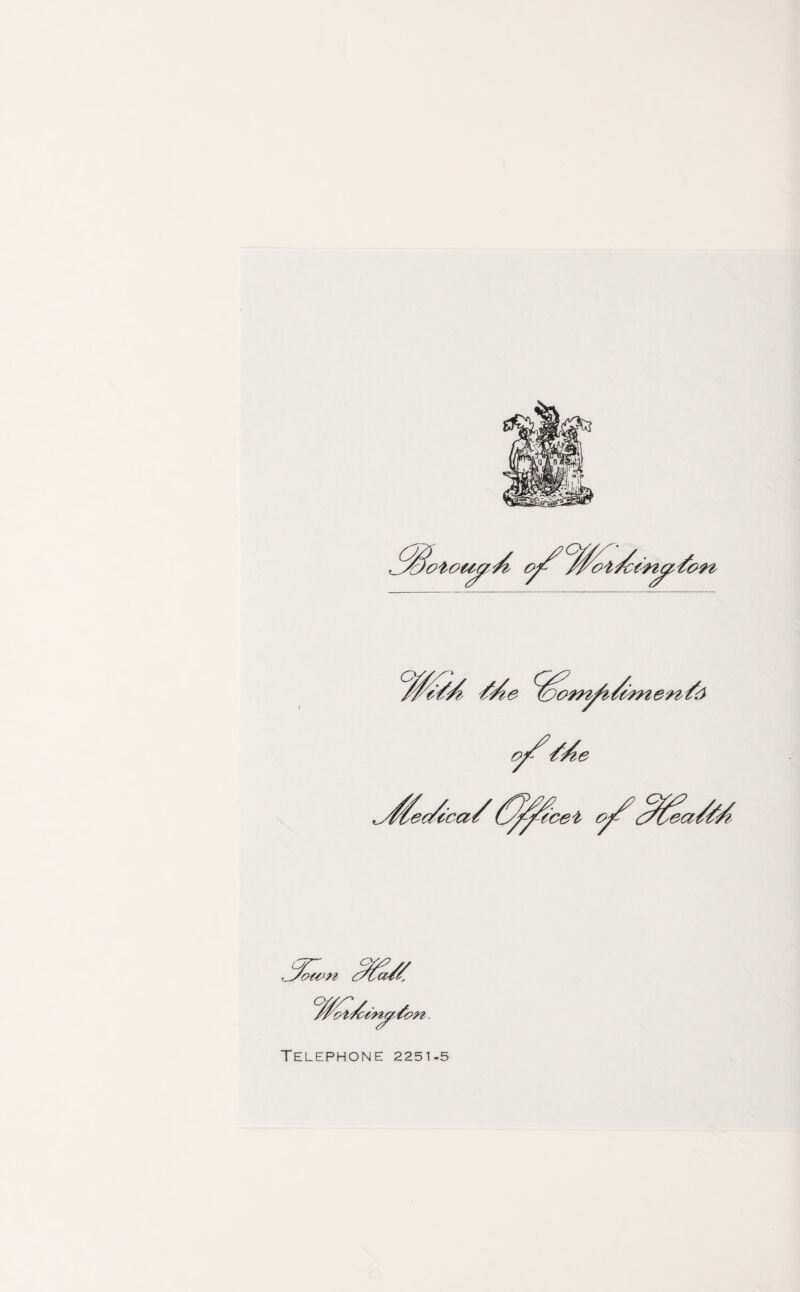 Borough of Workington
With the Compliments
of the
Medical Officer of Health
Town Hall,
Workington.
TELEPHONE 2251-5